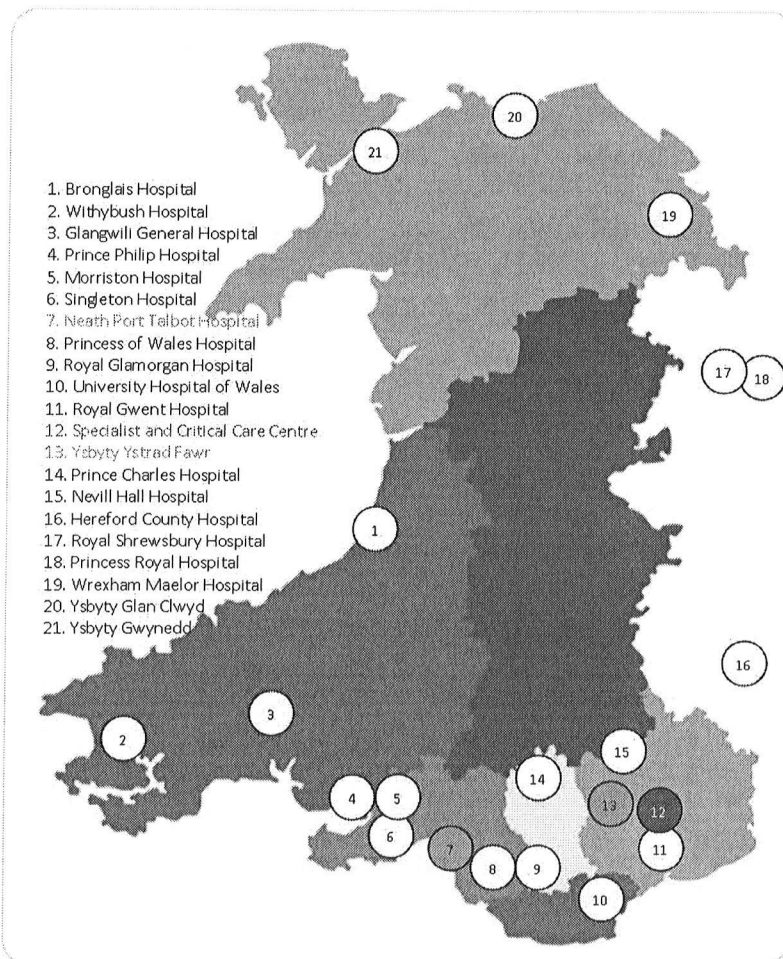 1. Bronglais Hospital
2. Withybush Hospital
3. Glangwili General Hospital
4. Prince Philip Hospital
5. Morriston Hospital
6. Singleton Hospital
7. Neath Port Talbot Hospital
8. Princess of Wales Hospital
9. Royal Glamorgan Hospital
10. University Hospital of Wales
11. Royal Gwent Hospital
12. Specialist and Critical Care Centre
13. Ysbyty Ystrad Fawr
14. Prince Charles Hospital
15. Nevill Hall Hospital
16. Hereford County Hospital
17. Royal Shrewsbury Hospital
18. Princess Royal Hospital
19. Wrexham Maelor Hospital
20. Ysbyty Glan Clwyd
21. Ysbyty Gwynedd
20
21
19
17
18
1
16
3
2
15
14
4
5
13
12
6
7
11
8
9
10